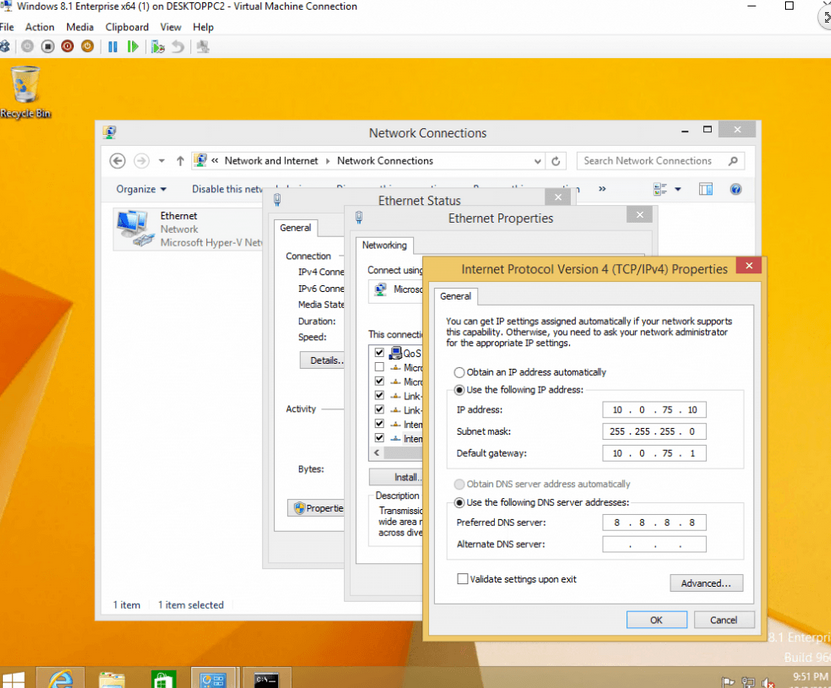 Windows 8.1 Enterprise x64 (1) on DESKTOPPC2 - Virtual Machine Connection
File Action Media Clipboard View Help
Recycle Bin
Network Connections
« Network and Internet Network Connections
Search Network Connections
Organize Disable this »
Ethernet
Network
Microsoft Hyper-V Net
1 item 1 item selected
Ethernet Status
General
Connection
IPv4 Conne
IPv6 Conne
Media State
Duration:
Speed:
Details..
Activity
Bytes:
Propertie
Ethernet Properties
Networking
Connect using
Micros
This connecti
QoS
Micr
Micr
Link-
Link-
Inter
Inter
Install..
Description
Transmissi
wide area
across dive
Internet Protocol Version 4 (TCP/IPv4) Properties
General
You can get IP settings assigned automatically if your network supports
this capability. Otherwise, you need to ask your network administrator
for the appropriate IP settings.
Obtain an IP address automatically
Use the following IP address:
IP address: 10 . 0 . 75 . 10
Subnet mask: 255 . 255 . 255 . 0
Default gateway: 10 . 0 . 75 . 1
Obtain DNS server address automatically
Use the following DNS server addresses:
Preferred DNS server: 8 . 8 . 8 . 8
Alternate DNS server: . . .
Validate settings upon exit
Advanced...
OK Cancel
8.1 Enterpri
Build 96
9:51 PM